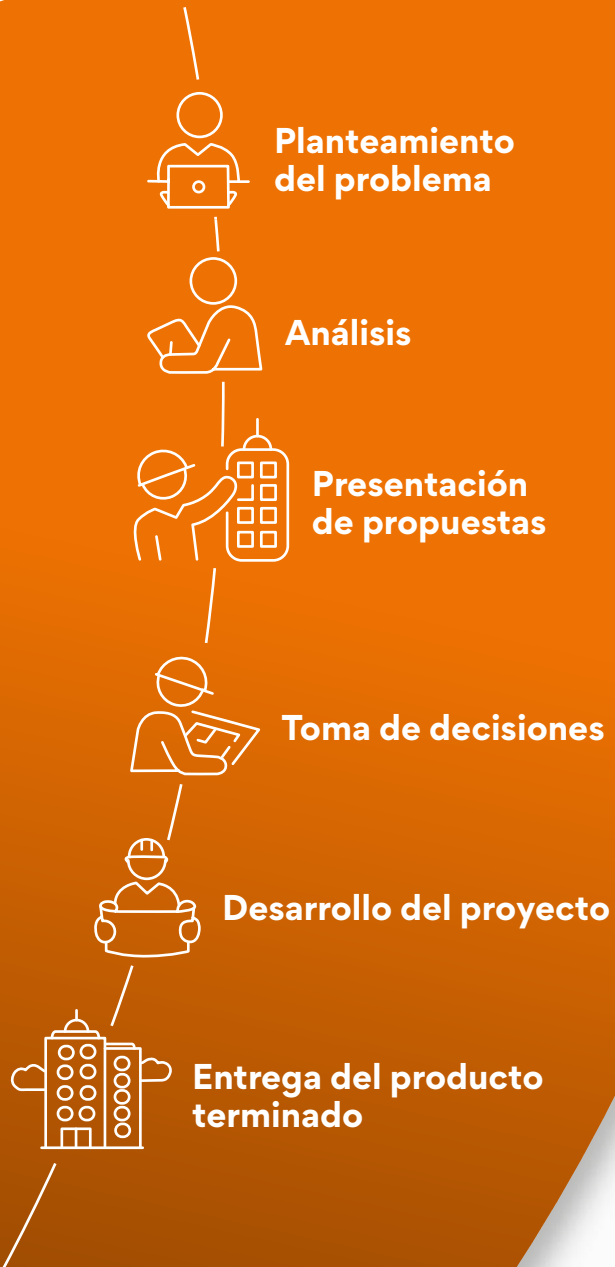 Planteamiento
del problema
Análisis
Presentación
de propuestas
Toma de decisiones
Desarrollo del proyecto
Entrega del producto
terminado